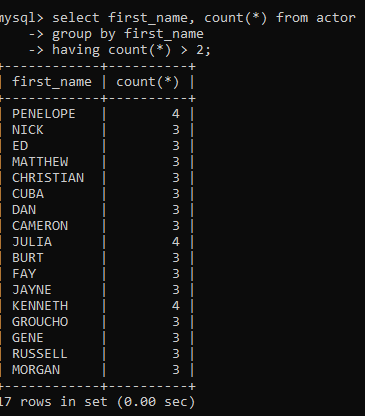 mysql> select first_name, count(*) from actor
    -> group by first_name
    -> having count(*) > 2;
+------------+----------+
| first_name | count(*) |
+------------+----------+
| PENELOPE   |        4 |
| NICK       |        3 |
| ED         |        3 |
| MATTHEW    |        3 |
| CHRISTIAN  |        3 |
| CUBA       |        3 |
| DAN        |        3 |
| CAMERON    |        3 |
| JULIA      |        4 |
| BURT       |        3 |
| FAY        |        3 |
| JAYNE      |        3 |
| KENNETH    |        4 |
| GROUCHO    |        3 |
| GENE       |        3 |
| RUSSELL    |        3 |
| MORGAN     |        3 |
+------------+----------+
17 rows in set (0.00 sec)